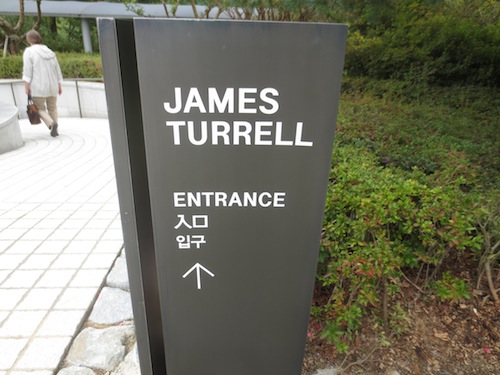 JAMES
TURRELL
ENTRANCE
入口
입구